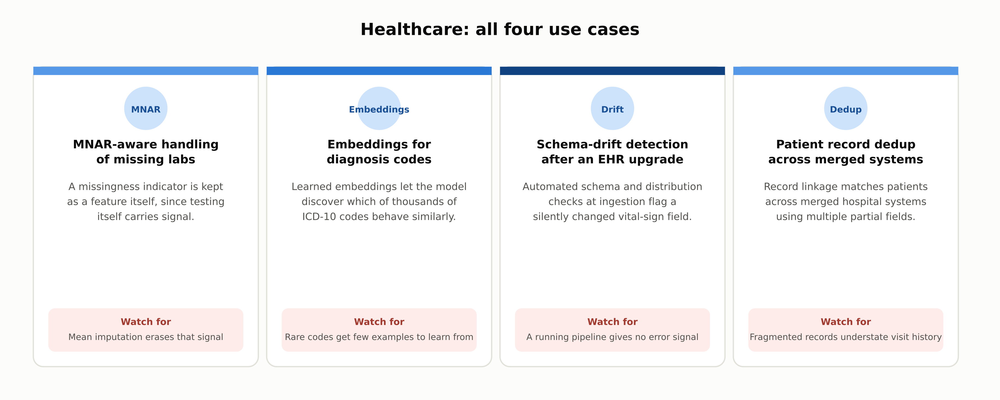 Healthcare: all four use cases
MNAR
MNAR-aware handling
of missing labs
A missingness indicator is kept
as a feature itself, since testing
itself carries signal.
Watch for
Mean imputation erases that signal
Embeddings
Embeddings for
diagnosis codes
Learned embeddings let the model
discover which of thousands of
ICD-10 codes behave similarly.
Watch for
Rare codes get few examples to learn from
Drift
Schema-drift detection
after an EHR upgrade
Automated schema and distribution
checks at ingestion flag a
silently changed vital-sign field.
Watch for
A running pipeline gives no error signal
Dedup
Patient record dedup
across merged systems
Record linkage matches patients
across merged hospital systems
using multiple partial fields.
Watch for
Fragmented records understate visit history